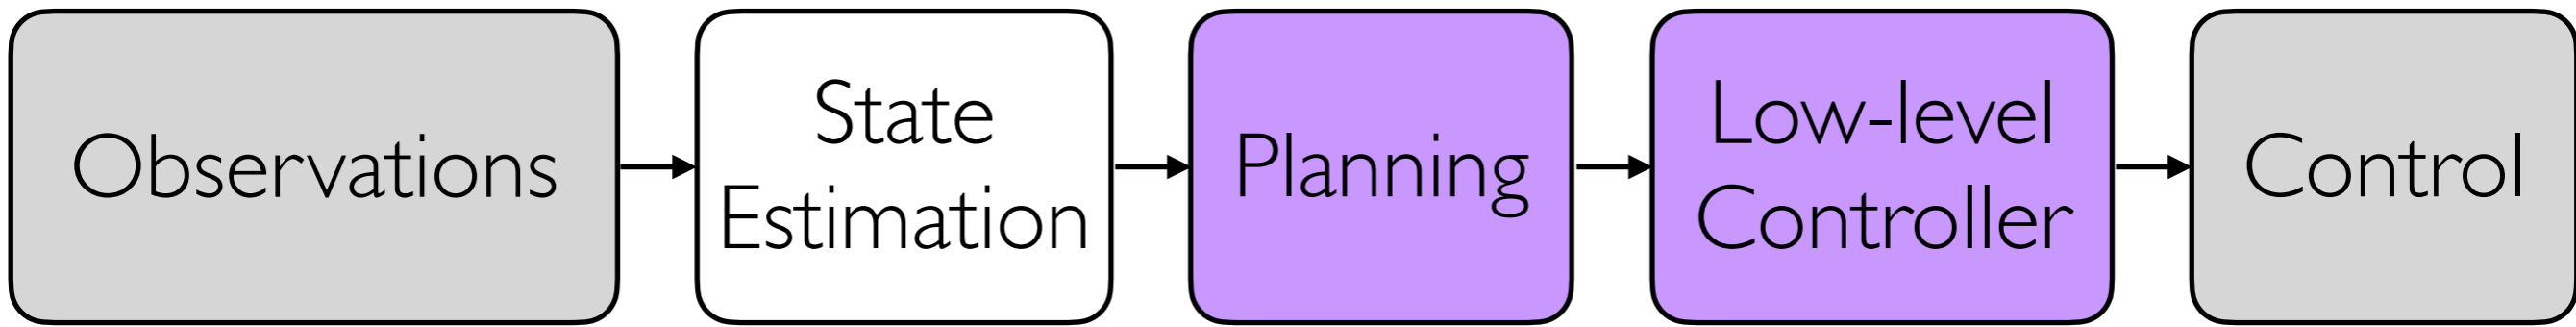 Observations
State
Estimation
Planning
Low-level
Controller
Control